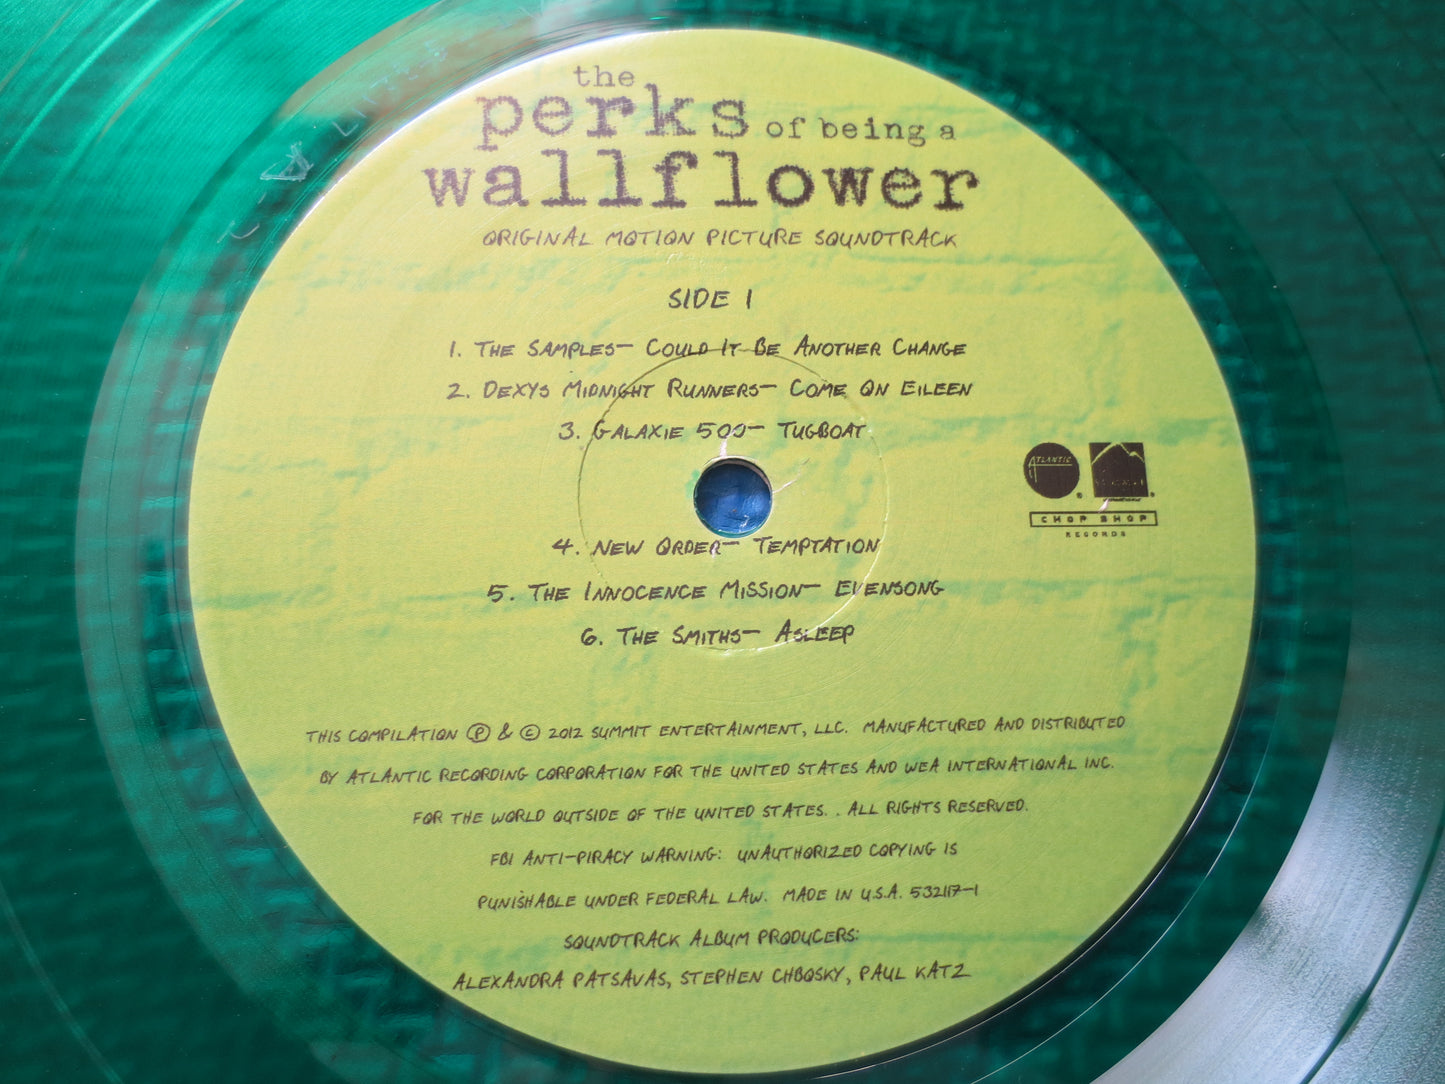 the
perks of being a
wallflower
ORIGINAL MOTION PICTURE SOUNDTRACK
SIDE 1
1. THE SAMPLES— COULD IT BE ANOTHER CHANGE
2. DEXYS MIDNIGHT RUNNERS— COME ON EILEEN
3. GALAXIE 500— TUGBOAT
ATLANTIC
CHOP SHOP
RECORDS
4. NEW ORDER— TEMPTATION
5. THE INNOCENCE MISSION— EVENSONG
6. THE SMITHS— ASLEEP
THIS COMPILATION ℗ & © 2012 SUMMIT ENTERTAINMENT, LLC. MANUFACTURED AND DISTRIBUTED
BY ATLANTIC RECORDING CORPORATION FOR THE UNITED STATES AND WEA INTERNATIONAL INC.
FOR THE WORLD OUTSIDE OF THE UNITED STATES. . ALL RIGHTS RESERVED.
FBI ANTI-PIRACY WARNING: UNAUTHORIZED COPYING IS
PUNISHABLE UNDER FEDERAL LAW. MADE IN U.S.A. 532117-1
SOUNDTRACK ALBUM PRODUCERS:
ALEXANDRA PATSAVAS, STEPHEN CHBOSKY, PAUL KATZ